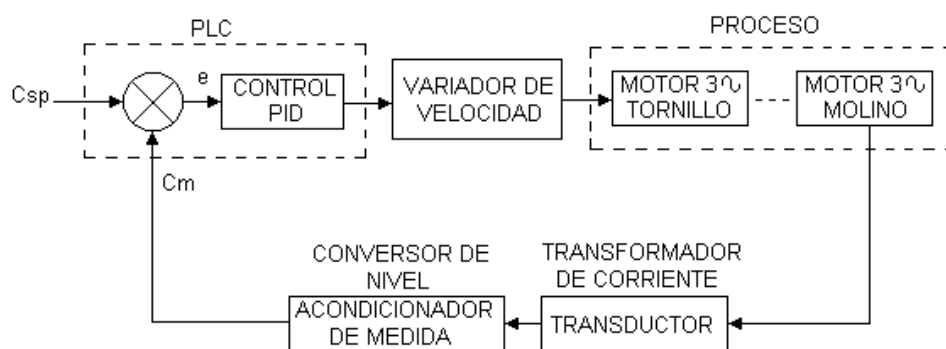 PLC
PROCESO
Csp
e
CONTROL
PID
VARIADOR DE
VELOCIDAD
MOTOR 3∿
TORNILLO
MOTOR 3∿
MOLINO
Cm
CONVERSOR DE
NIVEL
ACONDICIONADOR
DE MEDIDA
TRANSFORMADOR
DE CORRIENTE
TRANSDUCTOR